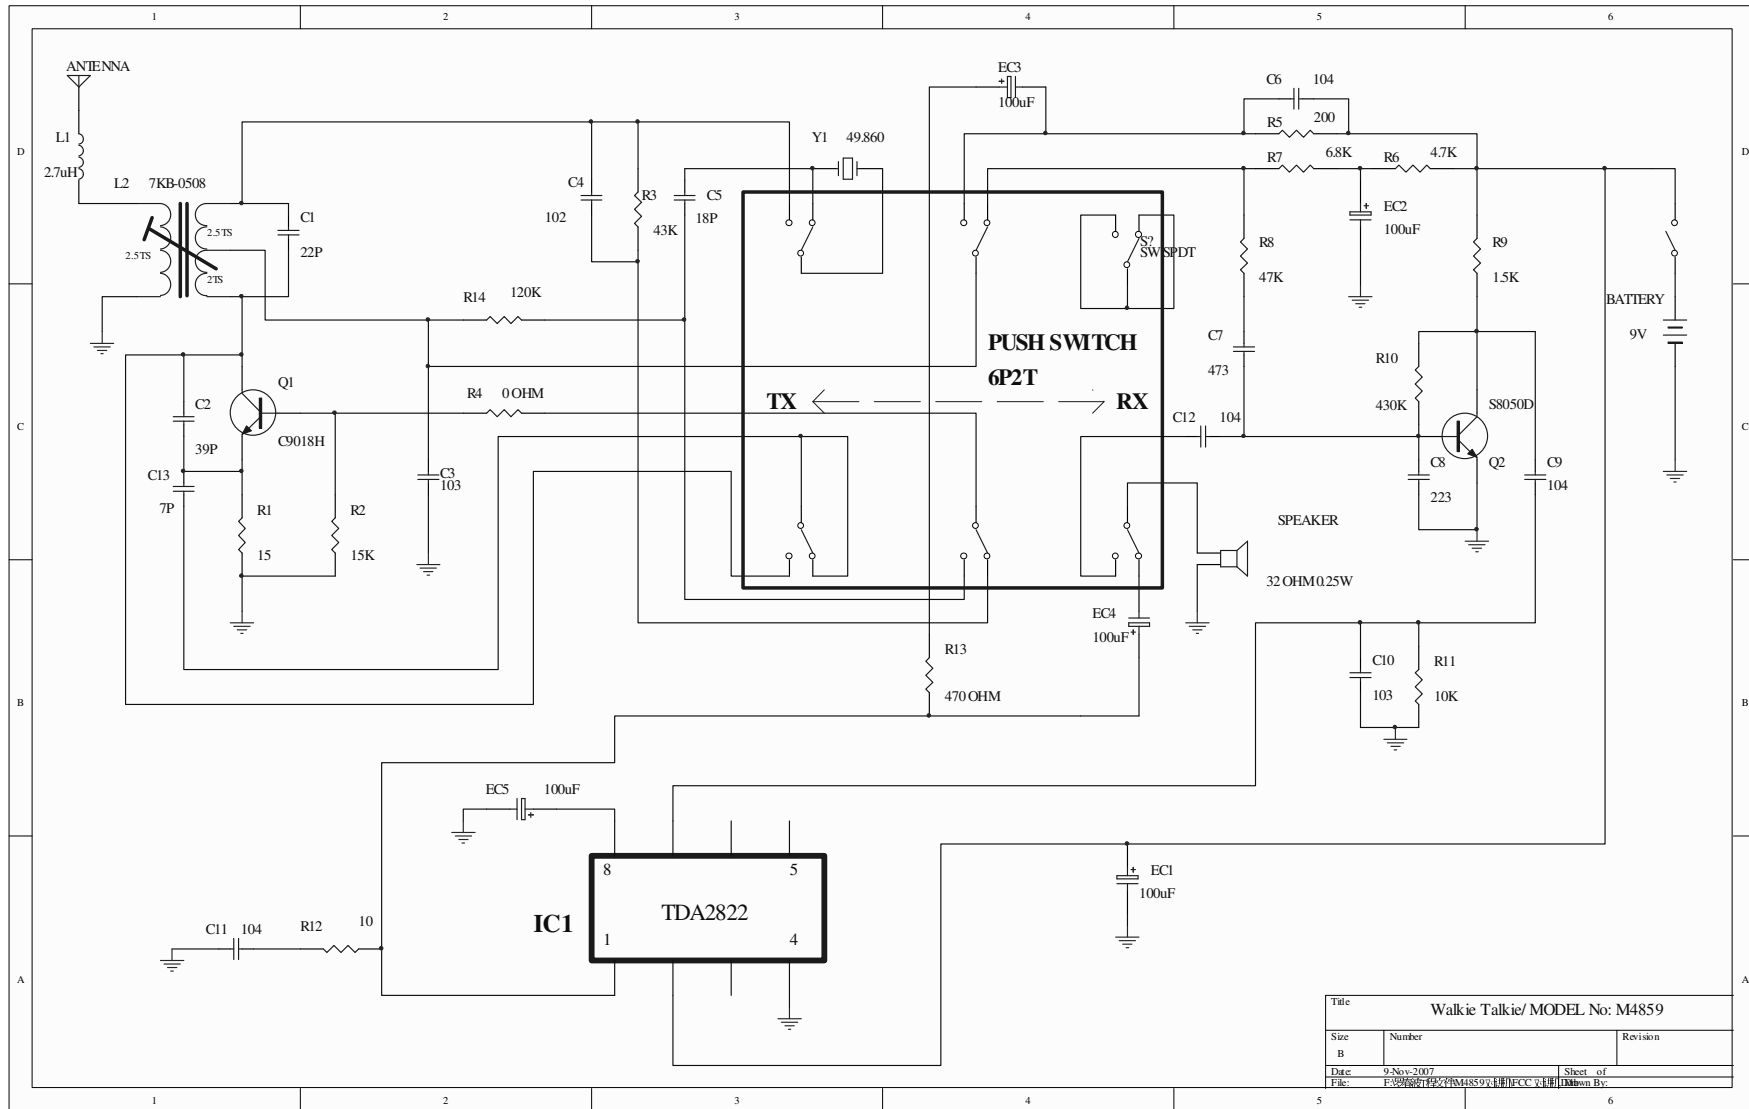 1 2 3 4 5 6
D
C
B
A
D
C
B
A
ANTENNA
L1
2.7uH
L2 7KB-0508
2.5TS
2.5TS
2TS
C1
22P
C4
102
R3
43K
C5
18P
Y1 49.860
EC3
+
100uF
C6 104
R5 200
R7 6.8K
R6 4.7K
EC2
+
100uF
R8
47K
R9
1.5K
S?
SW SPDT
BATTERY
9V
R14 120K
PUSH SWITCH
6P2T
TX RX
C7
473
R10
430K
S8050D
Q2
C12 104
C8
223
C9
104
Q1
C9018H
C2
39P
C13
7P
R4 0 OHM
C3
103
R1
15
R2
15K
SPEAKER
32 OHM 0.25W
EC4
100uF
+
R13
470 OHM
C10
103
R11
10K
EC5 100uF
+
EC1
+
100uF
8 5
TDA2822
IC1
1 4
C11 104
R12 10
Title
Walkie Talkie/ MODEL No: M4859
Size
B
Number
Revision
Date: 9-Nov-2007
Sheet of
File:
Drawn By:
1 2 3 4 5 6